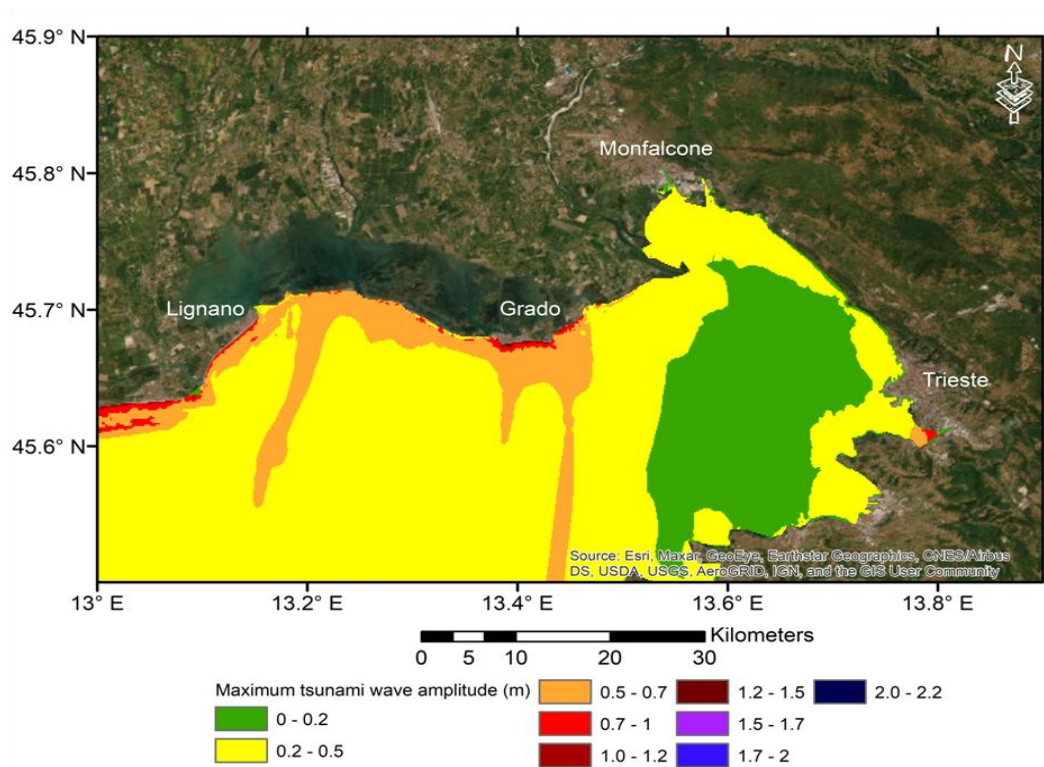 45.9° N
N
Monfalcone
45.8° N
Lignano
Grado
45.7° N
Trieste
45.6° N
Source: Esri, Maxar, GeoEye, Earthstar Geographics, CNES/Airbus
DS, USDA, USGS, AeroGRID, IGN, and the GIS User Community
13° E 13.2° E 13.4° E 13.6° E 13.8° E
Kilometers
0 5 10 20 30
Maximum tsunami wave amplitude (m)
0 - 0.2
0.2 - 0.5
0.5 - 0.7
0.7 - 1
1.0 - 1.2
1.2 - 1.5
1.5 - 1.7
1.7 - 2
2.0 - 2.2